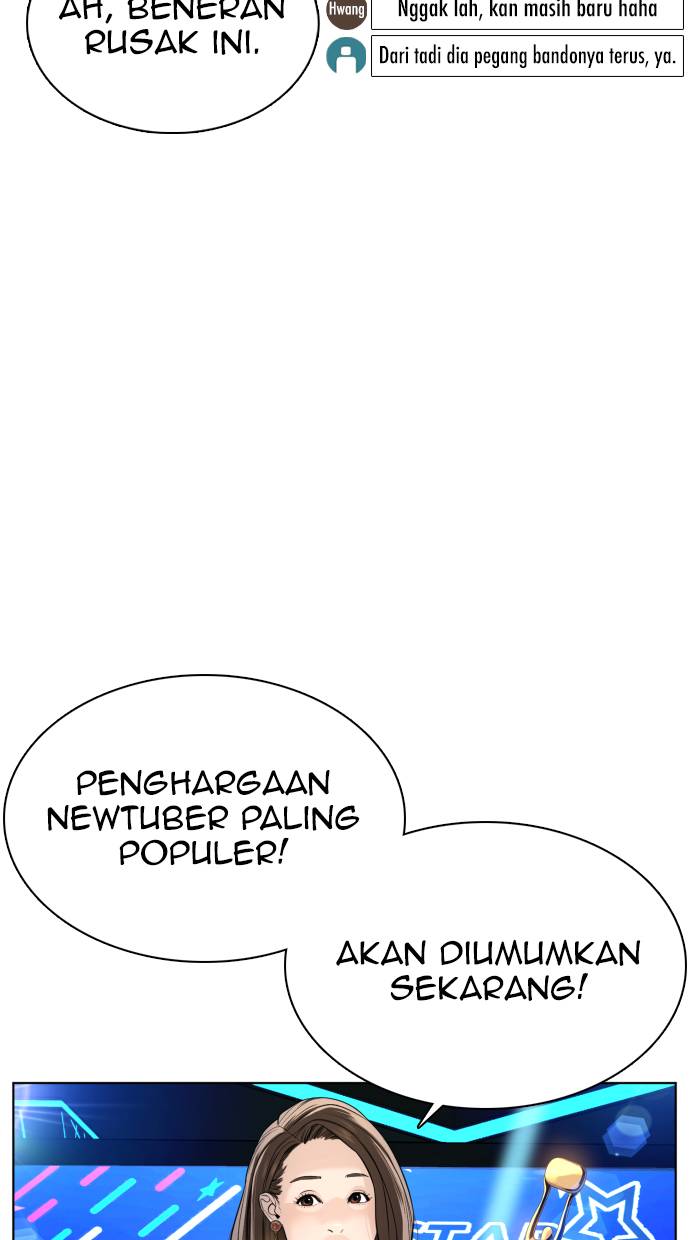 AH, BENERAN
RUSAK INI.
Hwang
Nggak lah, kan masih baru haha
Dari tadi dia pegang bandonya terus, ya.
PENGHARGAAN
NEWTUBER PALING
POPULER!
AKAN DIUMUMKAN
SEKARANG!
STAR